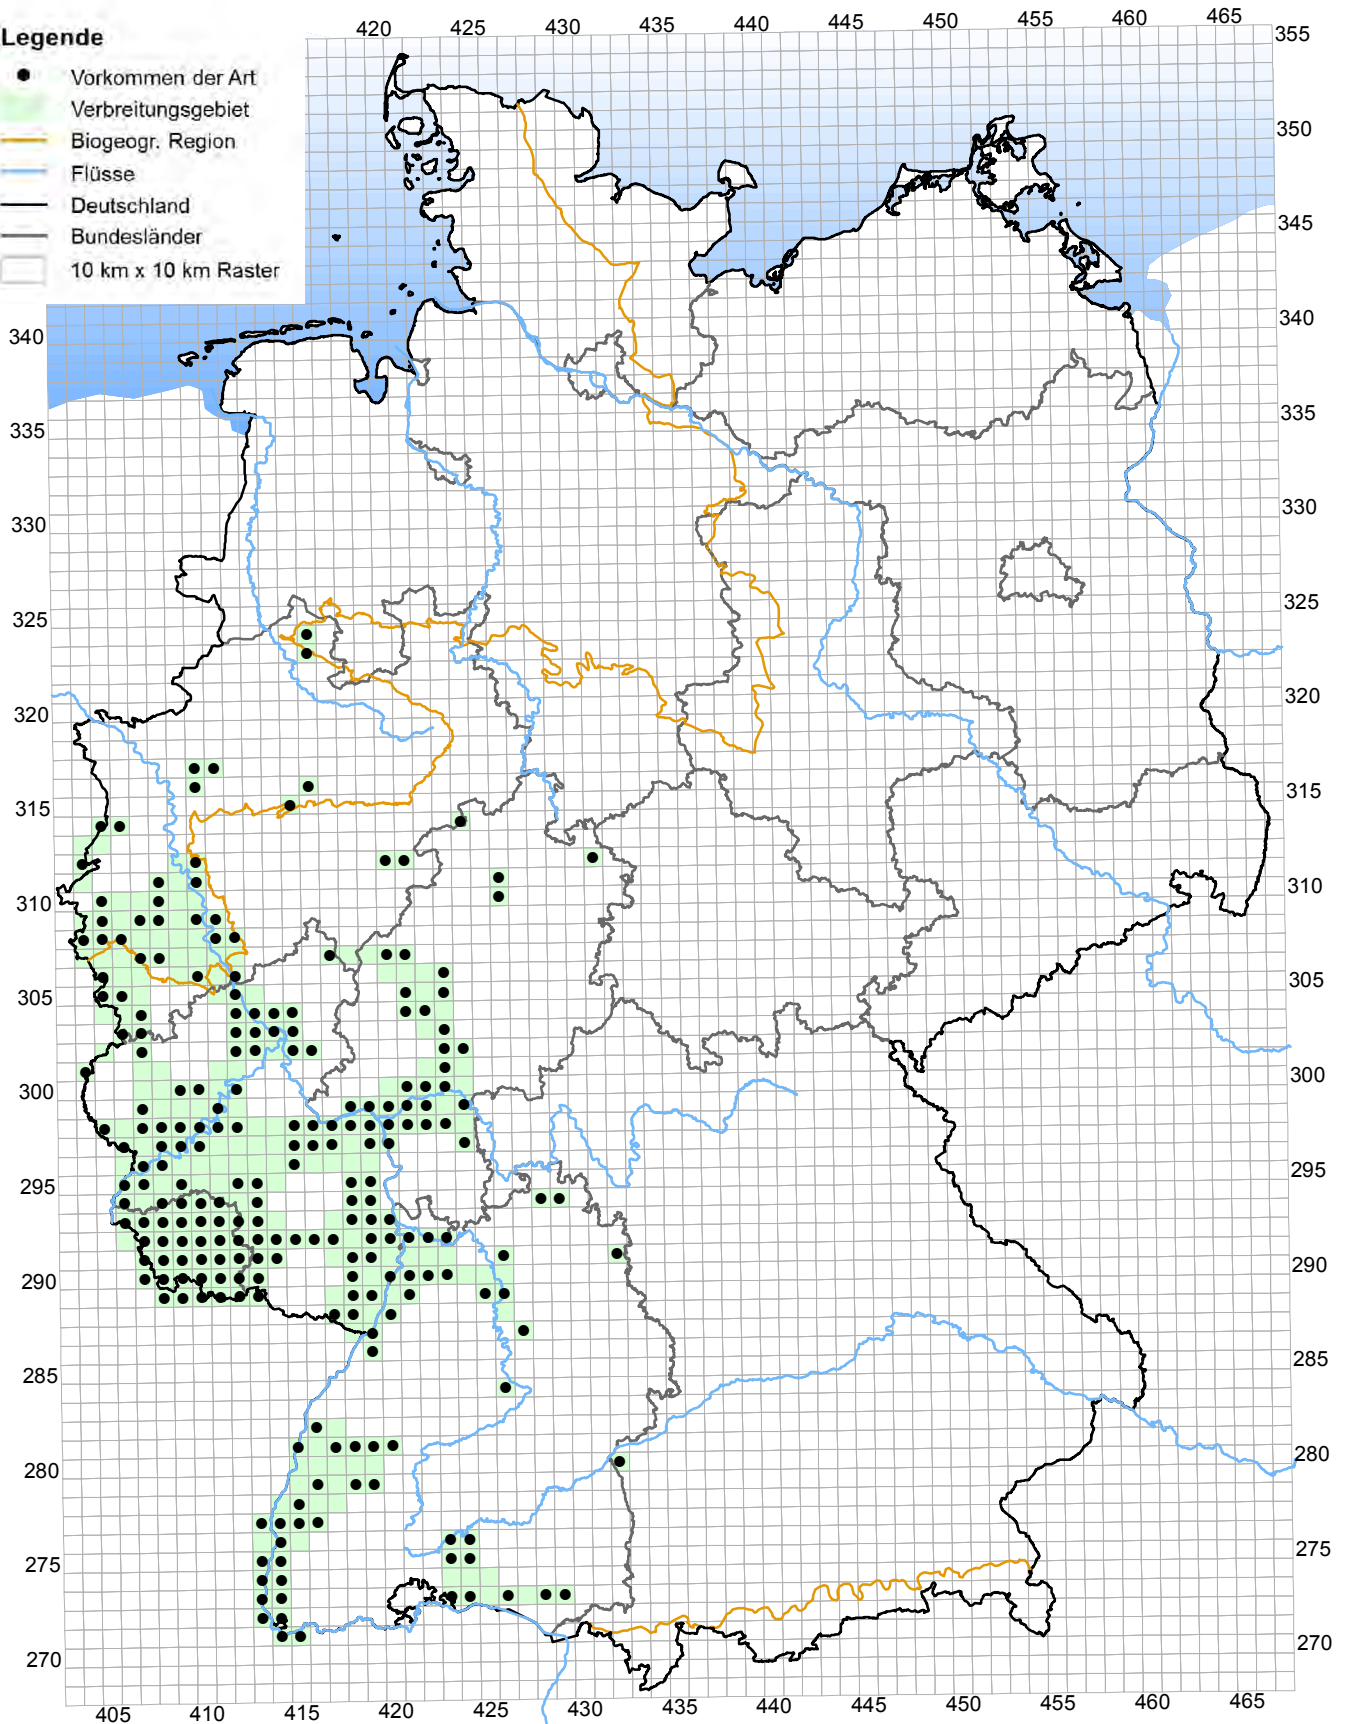 420 425 430 435 440 445 450 455 460 465
Legende
Vorkommen der Art
Verbreitungsgebiet
Biogeogr. Region
Flüsse
Deutschland
Bundesländer
10 km x 10 km Raster
355
350
345
340 340
335 335
330 330
325 325
320 320
315 315
310 310
305 305
300 300
295 295
290 290
285 285
280 280
275 275
270 270
405 410 415 420 425 430 435 440 445 450 455 460 465